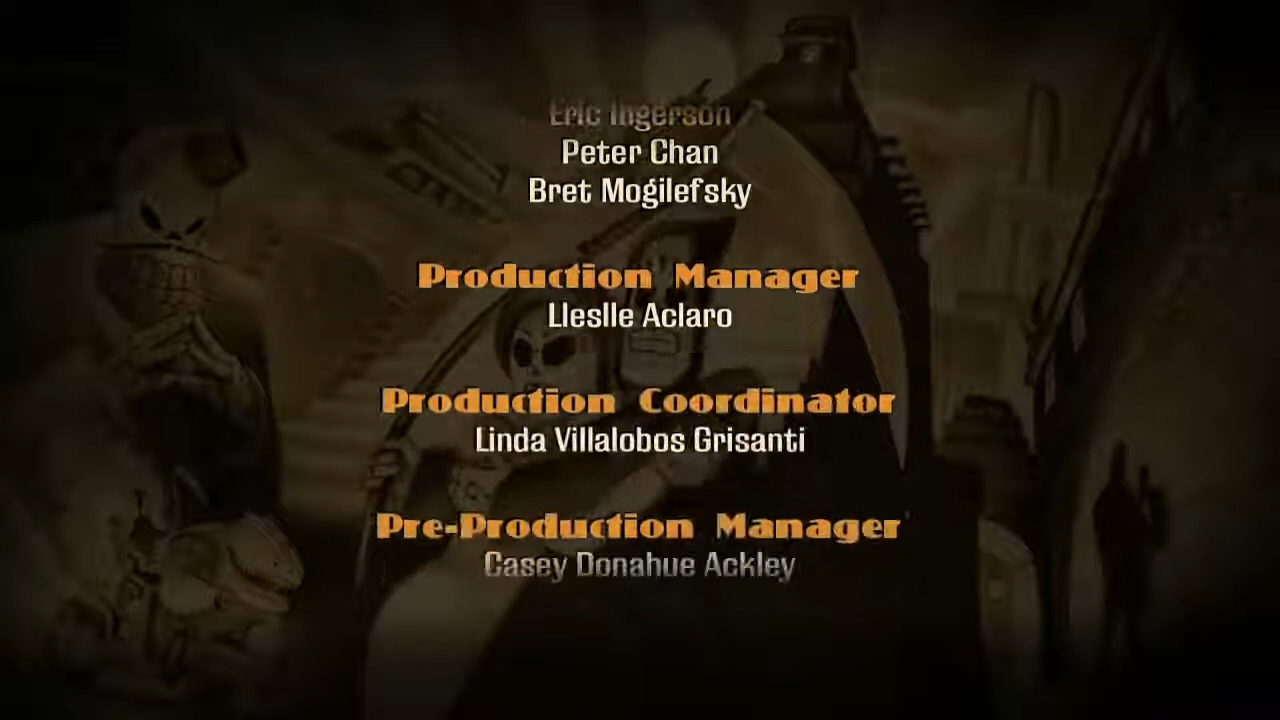 Eric Ingerson
Peter Chan
Bret Mogilefsky
Production Manager
Lleslle Aclaro
Production Coordinator
Linda Villalobos Grisanti
Pre-Production Manager
Casey Donahue Ackley